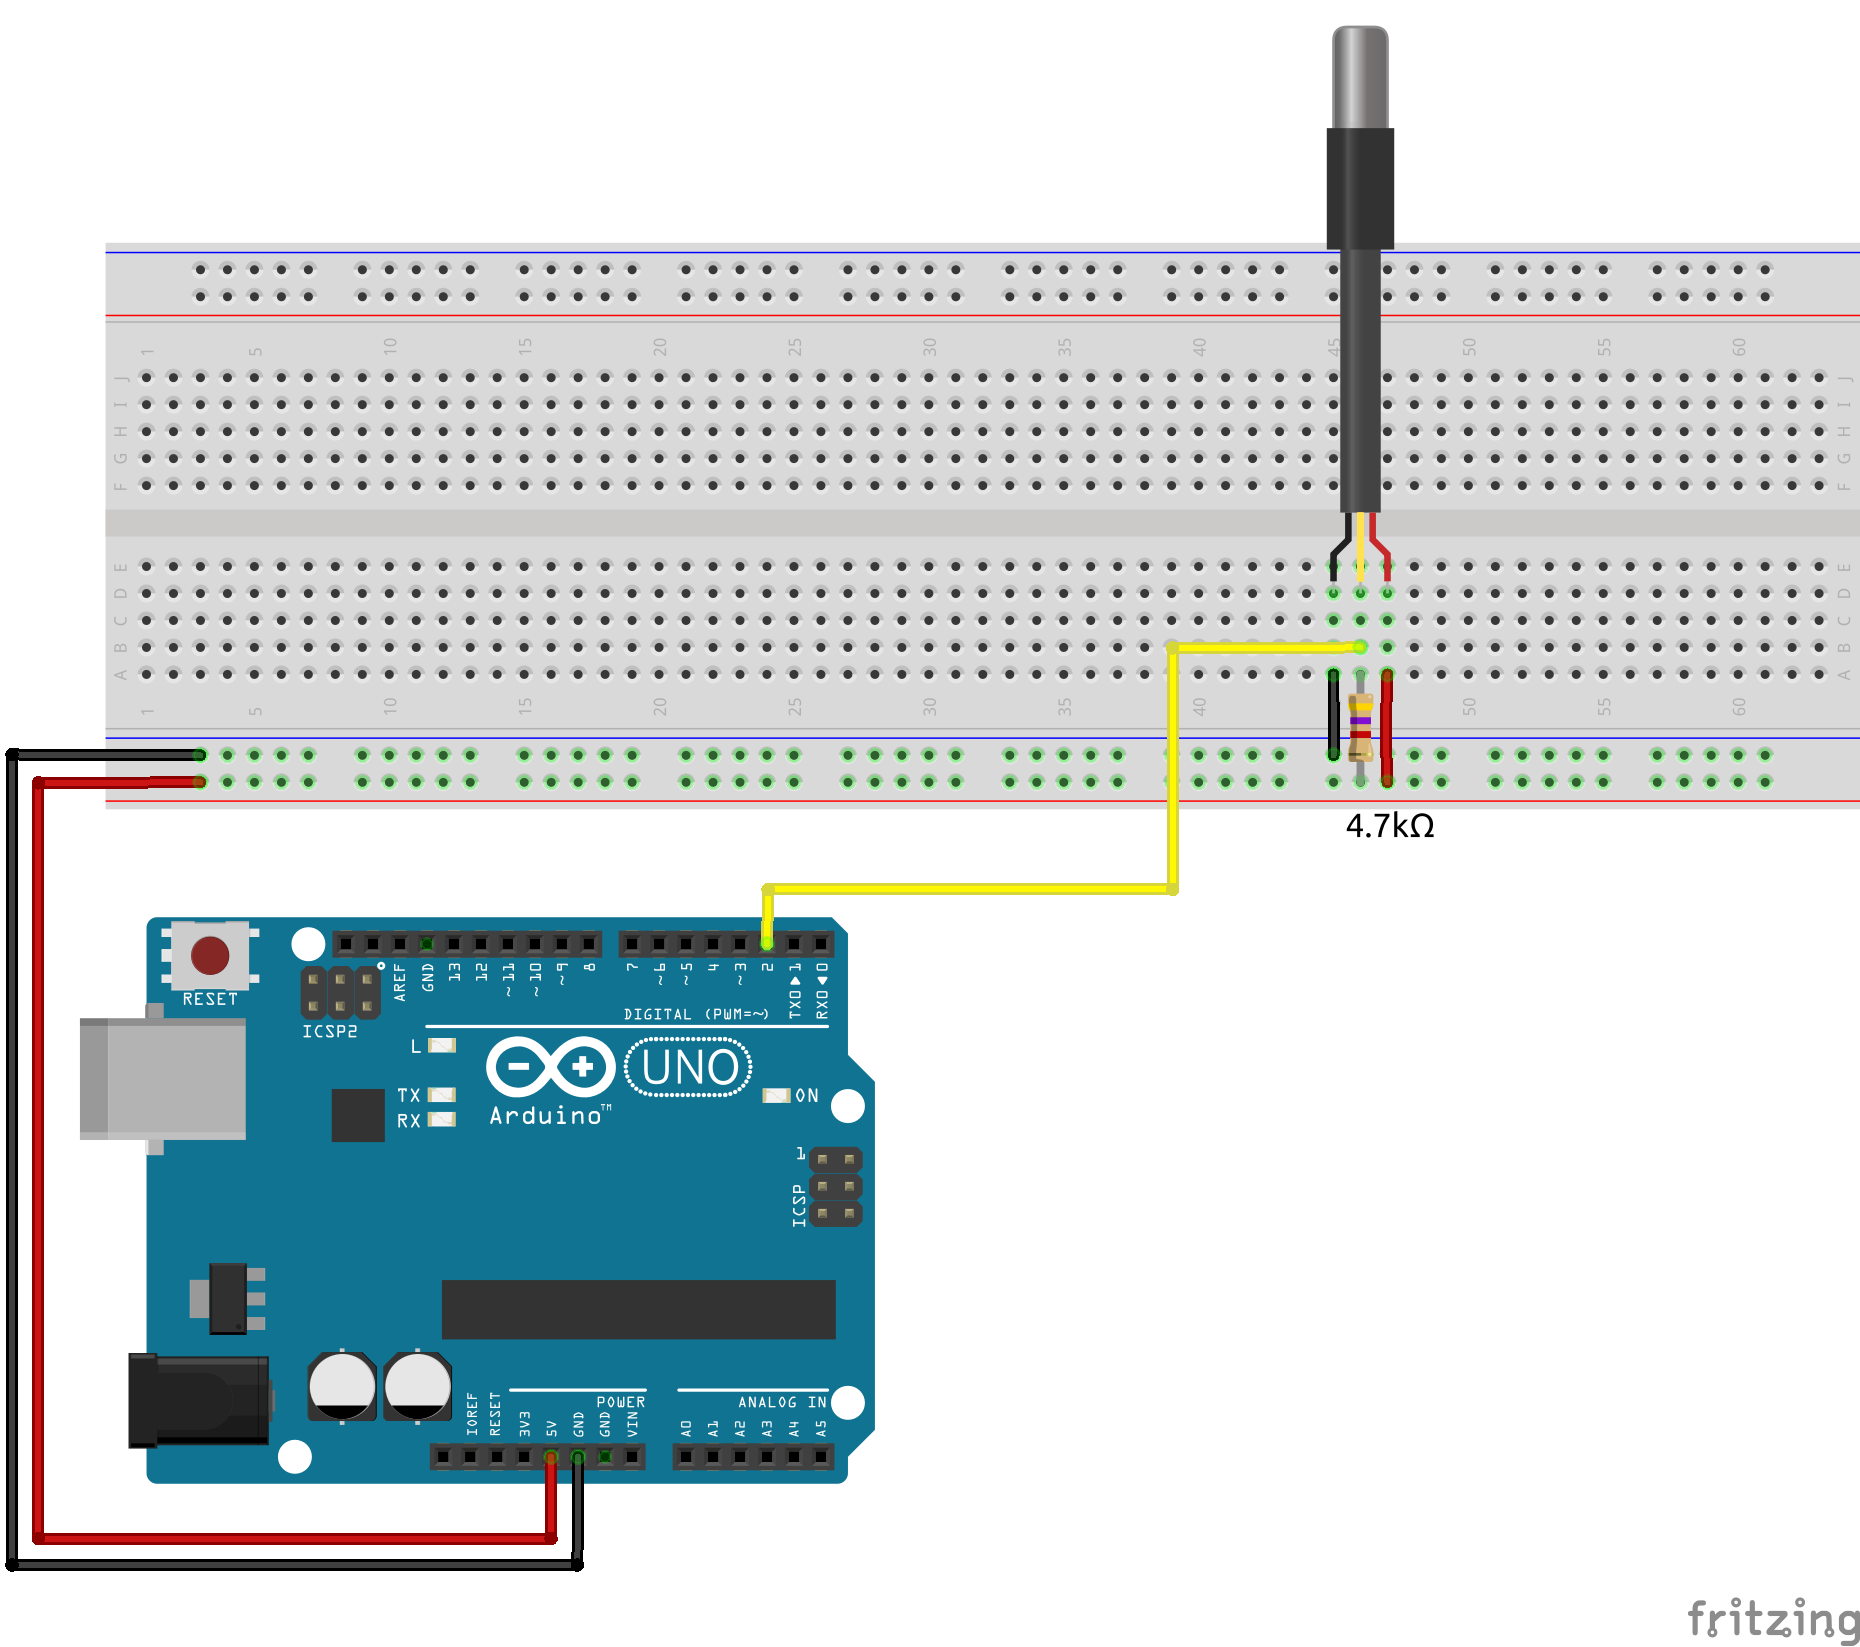 1 5 10 15 20 25 30 35 40 45 50 55 60
J J
I I
H H
G G
F F
E E
D D
C C
B B
A A
1 5 10 15 20 25 30 35 40 50 55 60
4.7kΩ
RESET
ICSP2
AREF
GND
13
12
~11
~10
~9
8
7
~6
~5
4
~3
2
TX0▶1
RX0◀0
DIGITAL (PWM=~)
L
TX
RX
UNO
Arduino™
ON
1
ICSP
POWER
ANALOG IN
IOREF
RESET
3V3
5V
GND
GND
VIN
A0
A1
A2
A3
A4
A5
fritzing